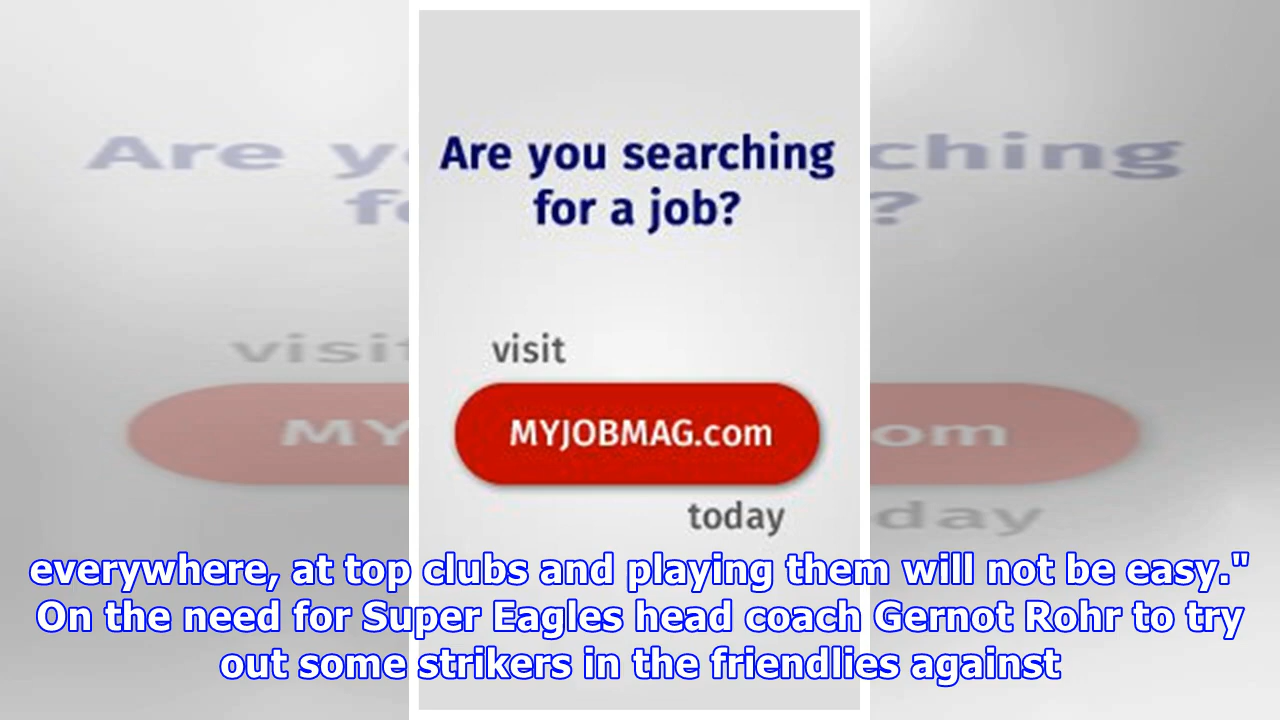 Are you searching
for a job?
visit
MYJOBMAG.com
today
everywhere, at top clubs and playing them will not be easy."
On the need for Super Eagles head coach Gernot Rohr to try
out some strikers in the friendlies against